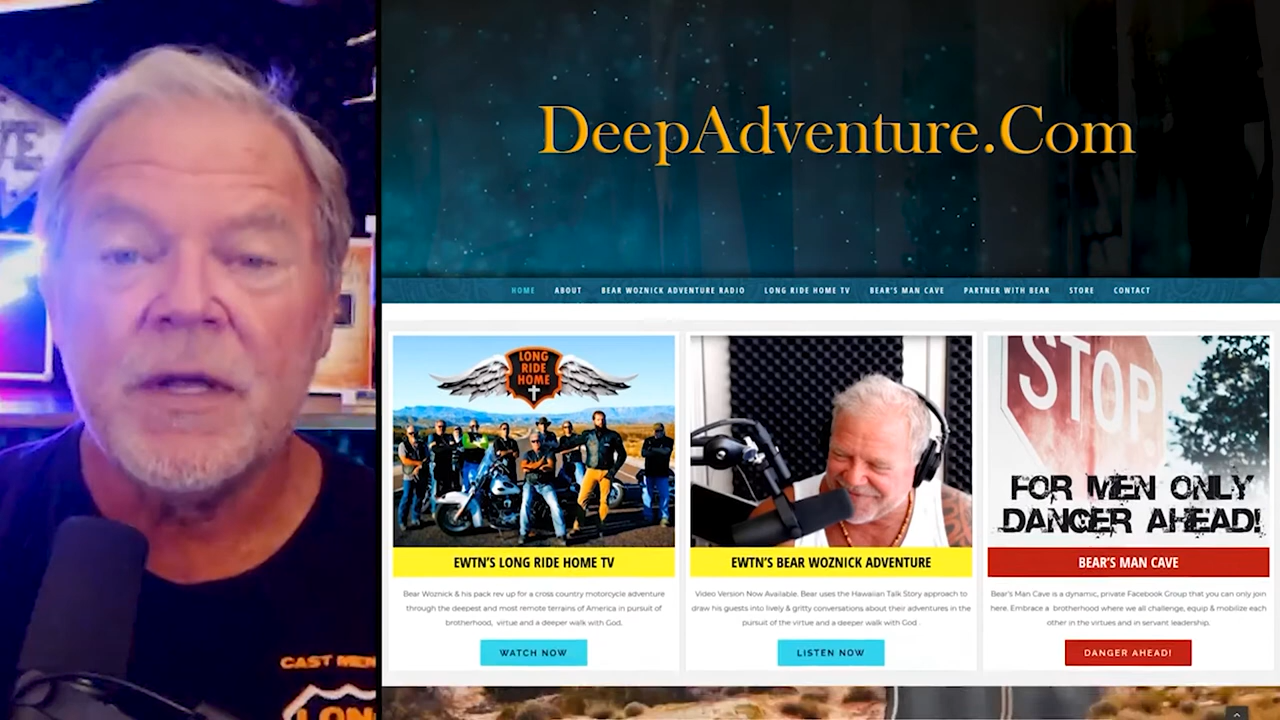 DeepAdventure.Com
HOME ABOUT BEAR WOZNICK ADVENTURE RADIO LONG RIDE HOME TV BEAR'S MAN CAVE PARTNER WITH BEAR STORE CONTACT
LONG
RIDE
HOME
EWTN'S LONG RIDE HOME TV
Bear Woznick & his pack rev up for a cross country motorcycle adventure
through the deepest and most remote terrains of America in pursuit of
brotherhood, virtue and a deeper walk with God.
WATCH NOW
EWTN'S BEAR WOZNICK ADVENTURE
Video Version Now Available. Bear uses the Hawaiian Talk Story approach to
draw his guests into lively & gritty conversations about their adventures in the
pursuit of the virtue and a deeper walk with God .
LISTEN NOW
STOP
FOR MEN ONLY
DANGER AHEAD!
BEAR'S MAN CAVE
Bear's Man Cave is a dynamic, private Facebook Group that you can only join
here. Embrace a brotherhood where we all challenge, equip & mobilize each
other in the virtues and in servant leadership.
DANGER AHEAD!
CAST